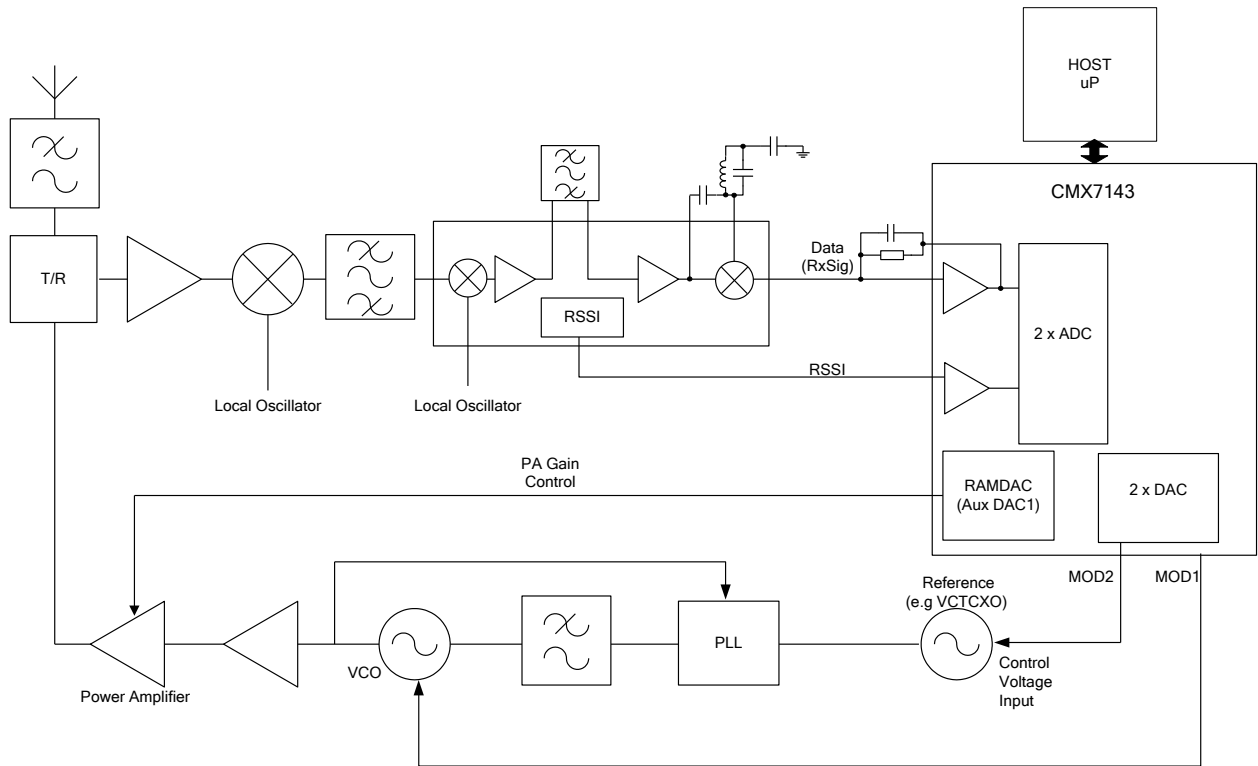 HOST
uP
CMX7143
T/R
Data
(RxSig)
RSSI
2 x ADC
RSSI
Local Oscillator
Local Oscillator
PA Gain
Control
RAMDAC
(Aux DAC1)
2 x DAC
MOD2
MOD1
Reference
(e.g VCTCXO)
PLL
VCO
Control
Voltage
Input
Power Amplifier